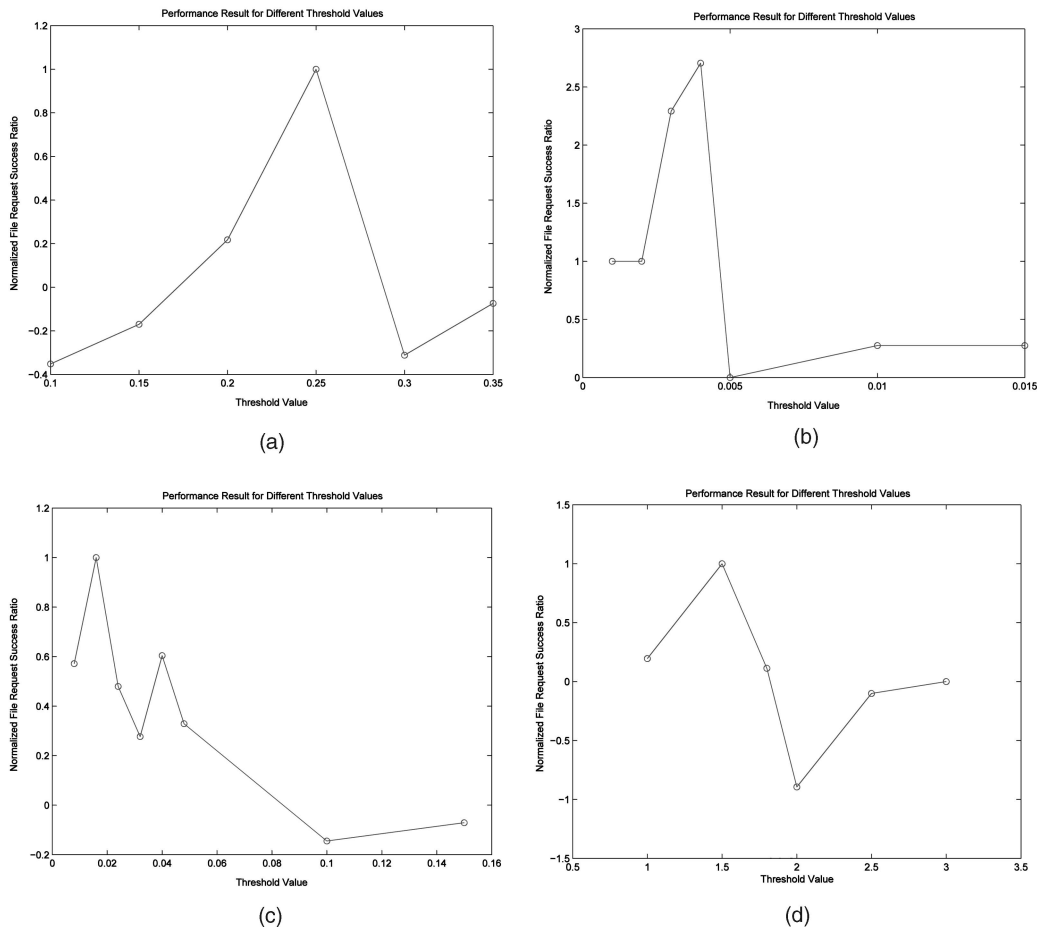 Performance Result for Different Threshold Values
1.2
1
0.8
0.6
0.4
0.2
0
−0.2
−0.4
0.1 0.15 0.2 0.25 0.3 0.35
Normalized File Request Success Ratio
Threshold Value
(a)
Performance Result for Different Threshold Values
3
2.5
2
1.5
1
0.5
0
0 0.005 0.01 0.015
Normalized File Request Success Ratio
Threshold Value
(b)
Performance Result for Different Threshold Values
1.2
1
0.8
0.6
0.4
0.2
0
−0.2
0 0.02 0.04 0.06 0.08 0.1 0.12 0.14 0.16
Normalized File Request Success Ratio
Threshold Value
(c)
Performance Result for Different Threshold Values
1.5
1
0.5
0
−0.5
−1
−1.5
0.5 1 1.5 2 2.5 3 3.5
Normalized File Request Success Ratio
Threshold Value
(d)